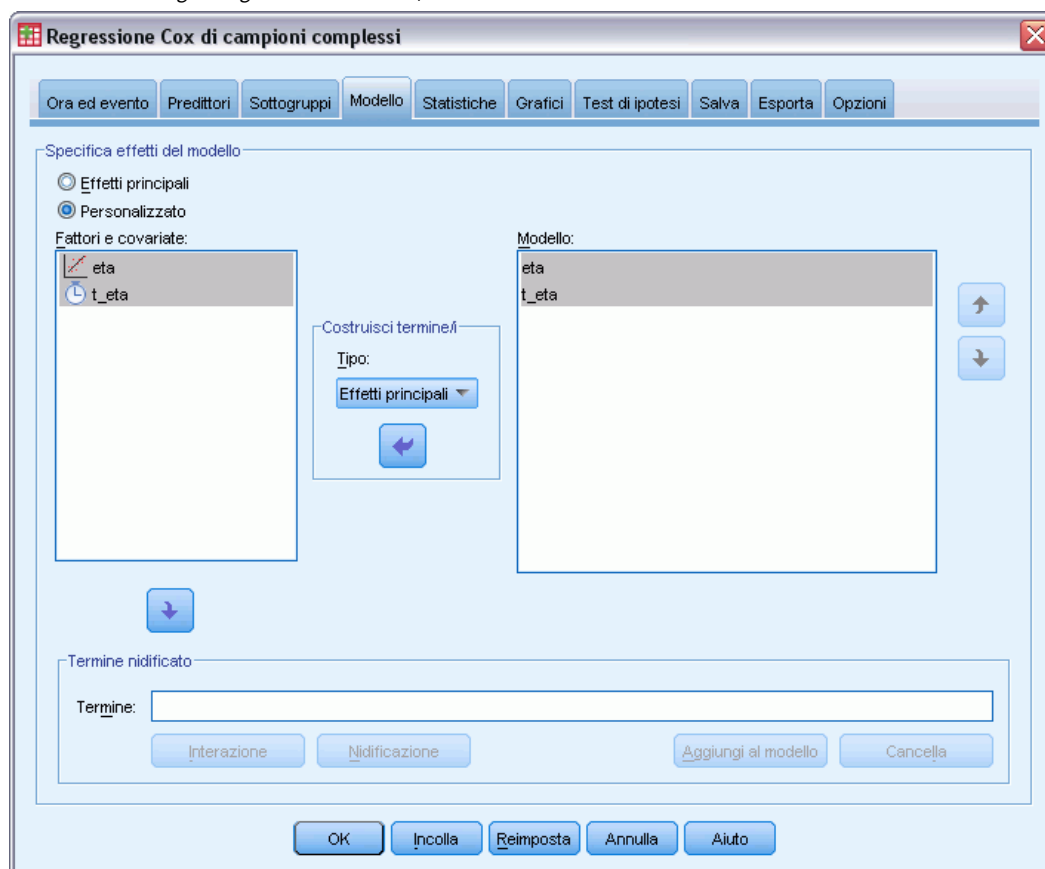 Regressione Cox di campioni complessi
Ora ed evento Predittori Sottogruppi Modello Statistiche Grafici Test di ipotesi Salva Esporta Opzioni
Specifica effetti del modello
Effetti principali
Personalizzato
Fattori e covariate:
eta
t_eta
Costruisci termine/i
Tipo:
Effetti principali
Modello:
eta
t_eta
Termine nidificato
Termine:
Interazione Nidificazione Aggiungi al modello Cancella
OK Incolla Reimposta Annulla Aiuto